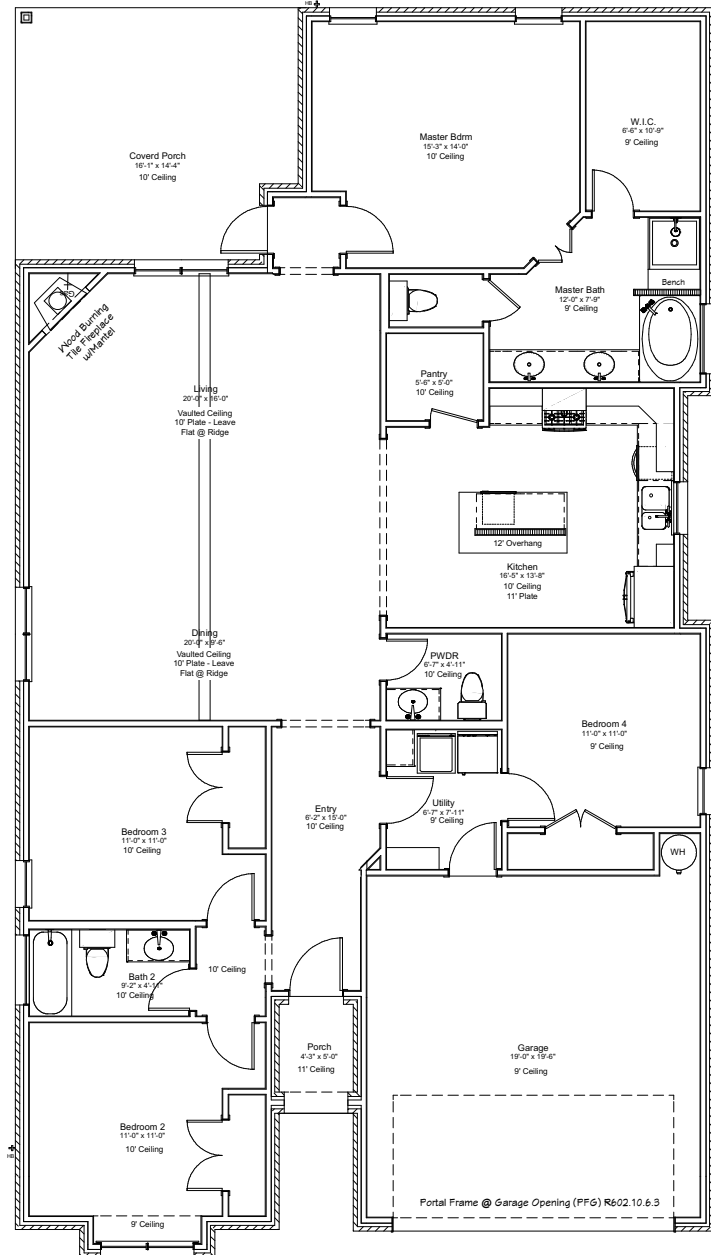 HB
Coverd Porch
16'-1" x 14'-4"
10' Ceiling
Master Bdrm
15'-3" x 14'-0"
10' Ceiling
W.I.C.
6'-6" x 10'-9"
9' Ceiling
Wood Burning
Tile Fireplace
w/Mantel
Master Bath
12'-0" x 7'-9"
9' Ceiling
Bench
Living
20'-0" x 16'-0"
Vaulted Ceiling
10' Plate - Leave
Flat @ Ridge
Pantry
5'-6" x 5'-0"
10' Ceiling
12' Overhang
Kitchen
16'-5" x 13'-8"
10' Ceiling
11' Plate
Dining
20'-0" x 9'-6"
Vaulted Ceiling
10' Plate - Leave
Flat @ Ridge
PWDR
6'-7" x 4'-11"
10' Ceiling
Bedroom 4
11'-0" x 11'-0"
9' Ceiling
Bedroom 3
11'-0" x 11'-0"
10' Ceiling
Entry
6'-2" x 15'-0"
10' Ceiling
Utility
6'-7" x 7'-11"
9' Ceiling
WH
Bath 2
9'-2" x 4'-11"
10' Ceiling
10' Ceiling
Porch
4'-3" x 5'-0"
11' Ceiling
Garage
19'-0" x 19'-6"
9' Ceiling
Bedroom 2
11'-0" x 11'-0"
10' Ceiling
HB
9' Ceiling
Portal Frame @ Garage Opening (PFG) R602.10.6.3